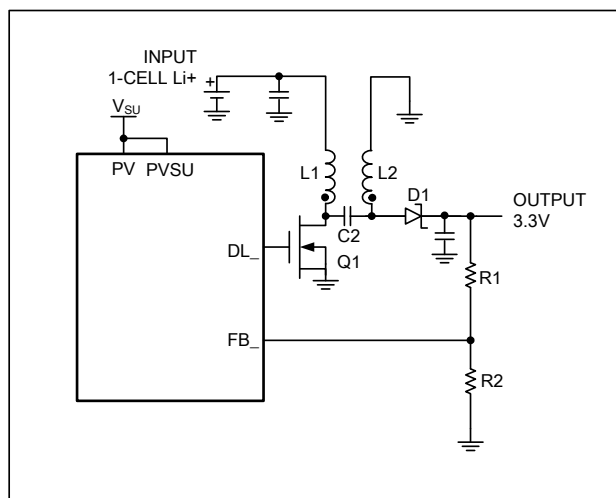 INPUT
1-CELL Li+
+
VSU
PV PVSU
L1
L2
D1
OUTPUT
3.3V
C2
DL_
Q1
R1
FB_
R2